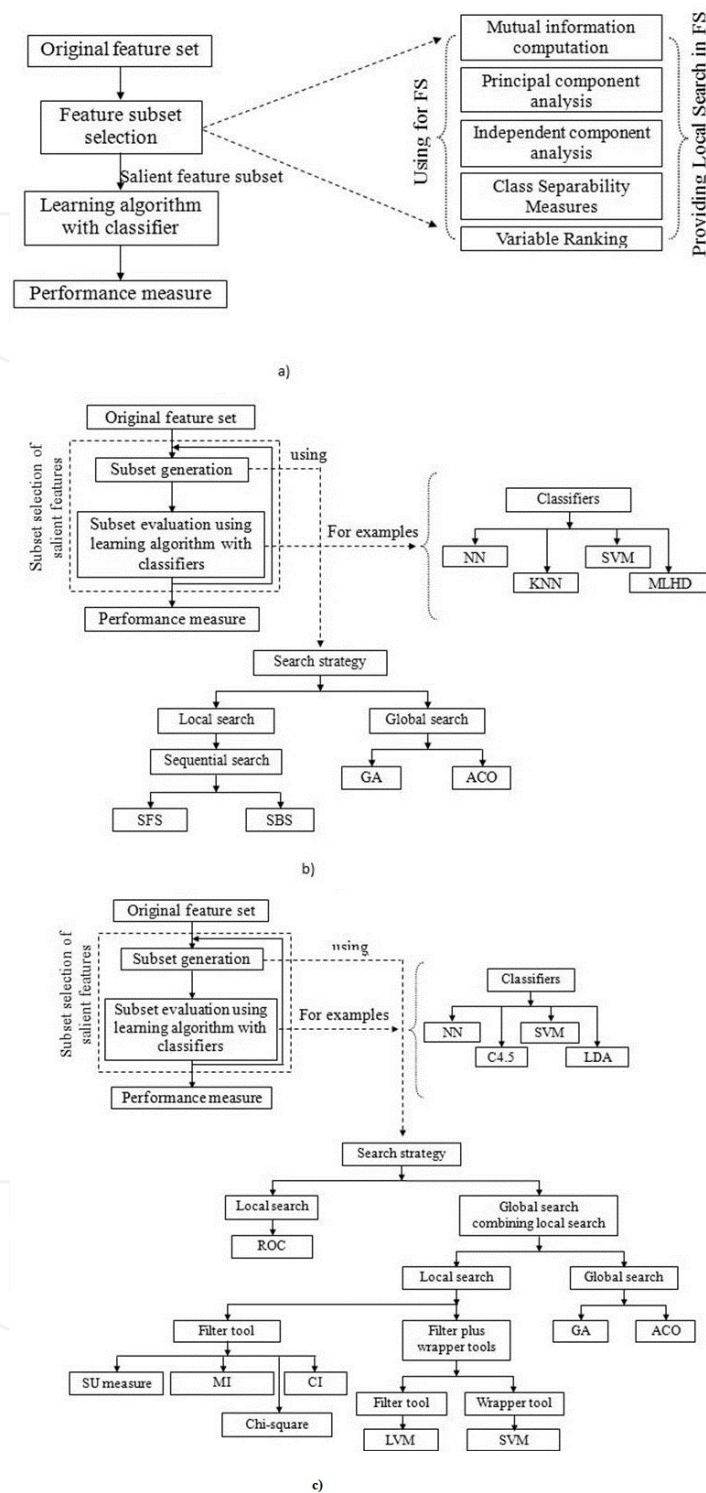 Original feature set
Feature subset
selection
Salient feature subset
Learning algorithm
with classifier
Performance measure
Using for FS
Mutual information
computation
Principal component
analysis
Independent component
analysis
Class Separability
Measures
Variable Ranking
Providing Local Search in FS
a)
Original feature set
Subset selection of
salient features
Subset generation
using
Subset evaluation using
learning algorithm with
classifiers
For examples
Classifiers
NN
SVM
KNN
MLHD
Performance measure
Search strategy
Local search
Global search
Sequential search
GA
ACO
SFS
SBS
b)
Original feature set
Subset selection of
salient features
Subset generation
using
Subset evaluation using
learning algorithm with
classifiers
For examples
Classifiers
NN
SVM
C4.5
LDA
Performance measure
Search strategy
Local search
Global search
combining local search
ROC
Local search
Global search
Filter tool
Filter plus
wrapper tools
GA
ACO
SU measure
MI
CI
Chi-square
Filter tool
Wrapper tool
LVM
SVM
c)